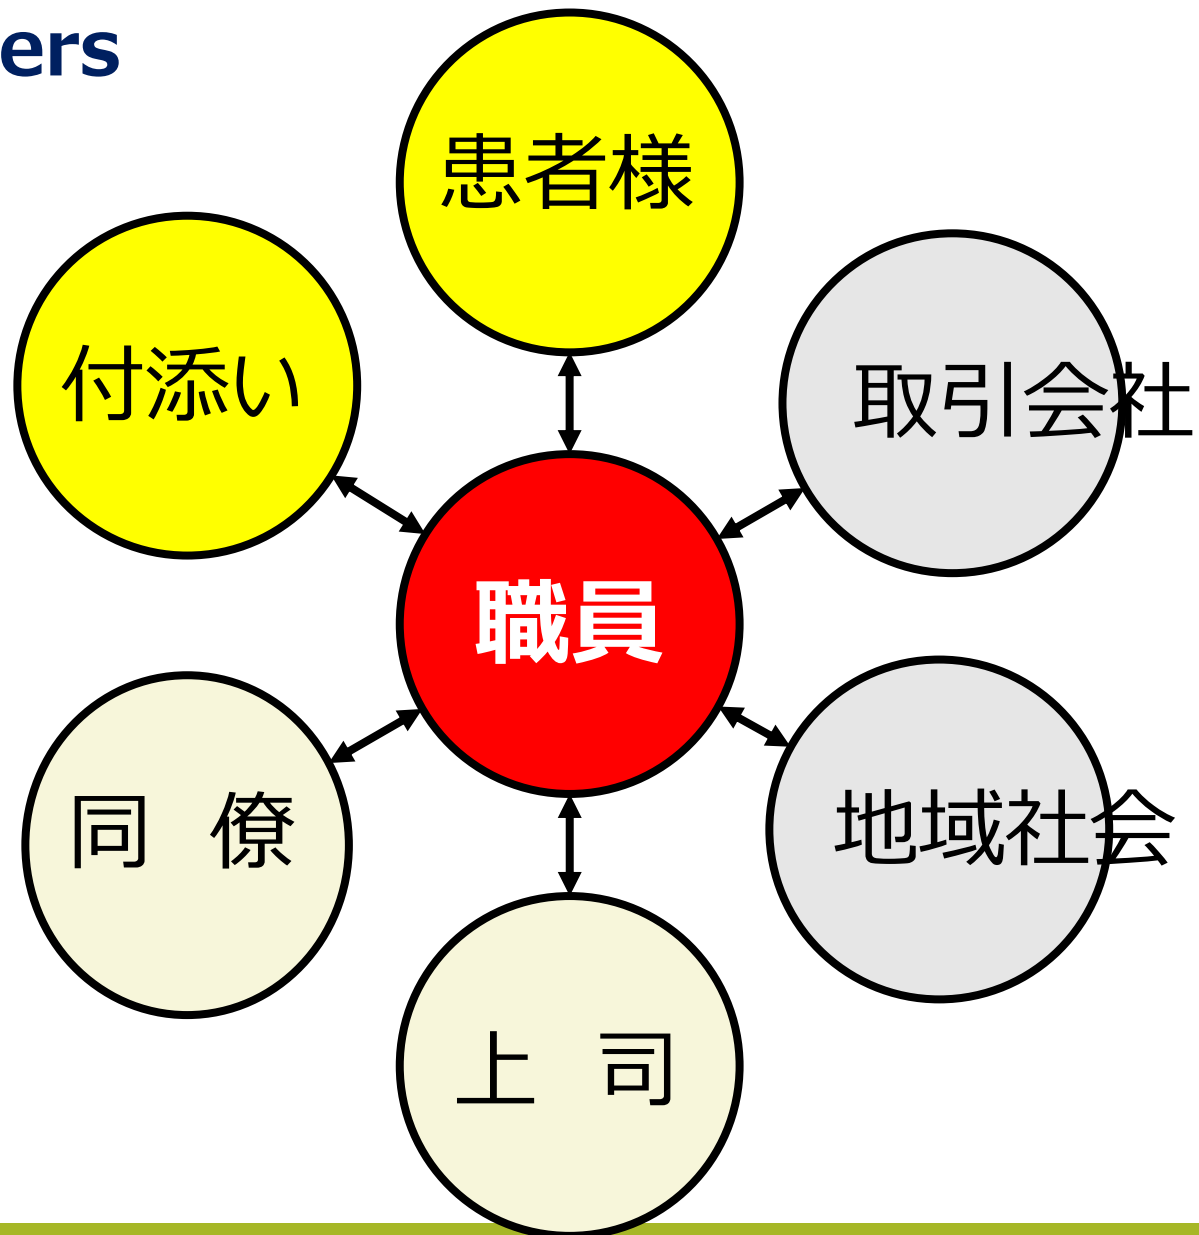 ers
患者様
付添い
取引会社
職員
同　僚
地域社会
上　司